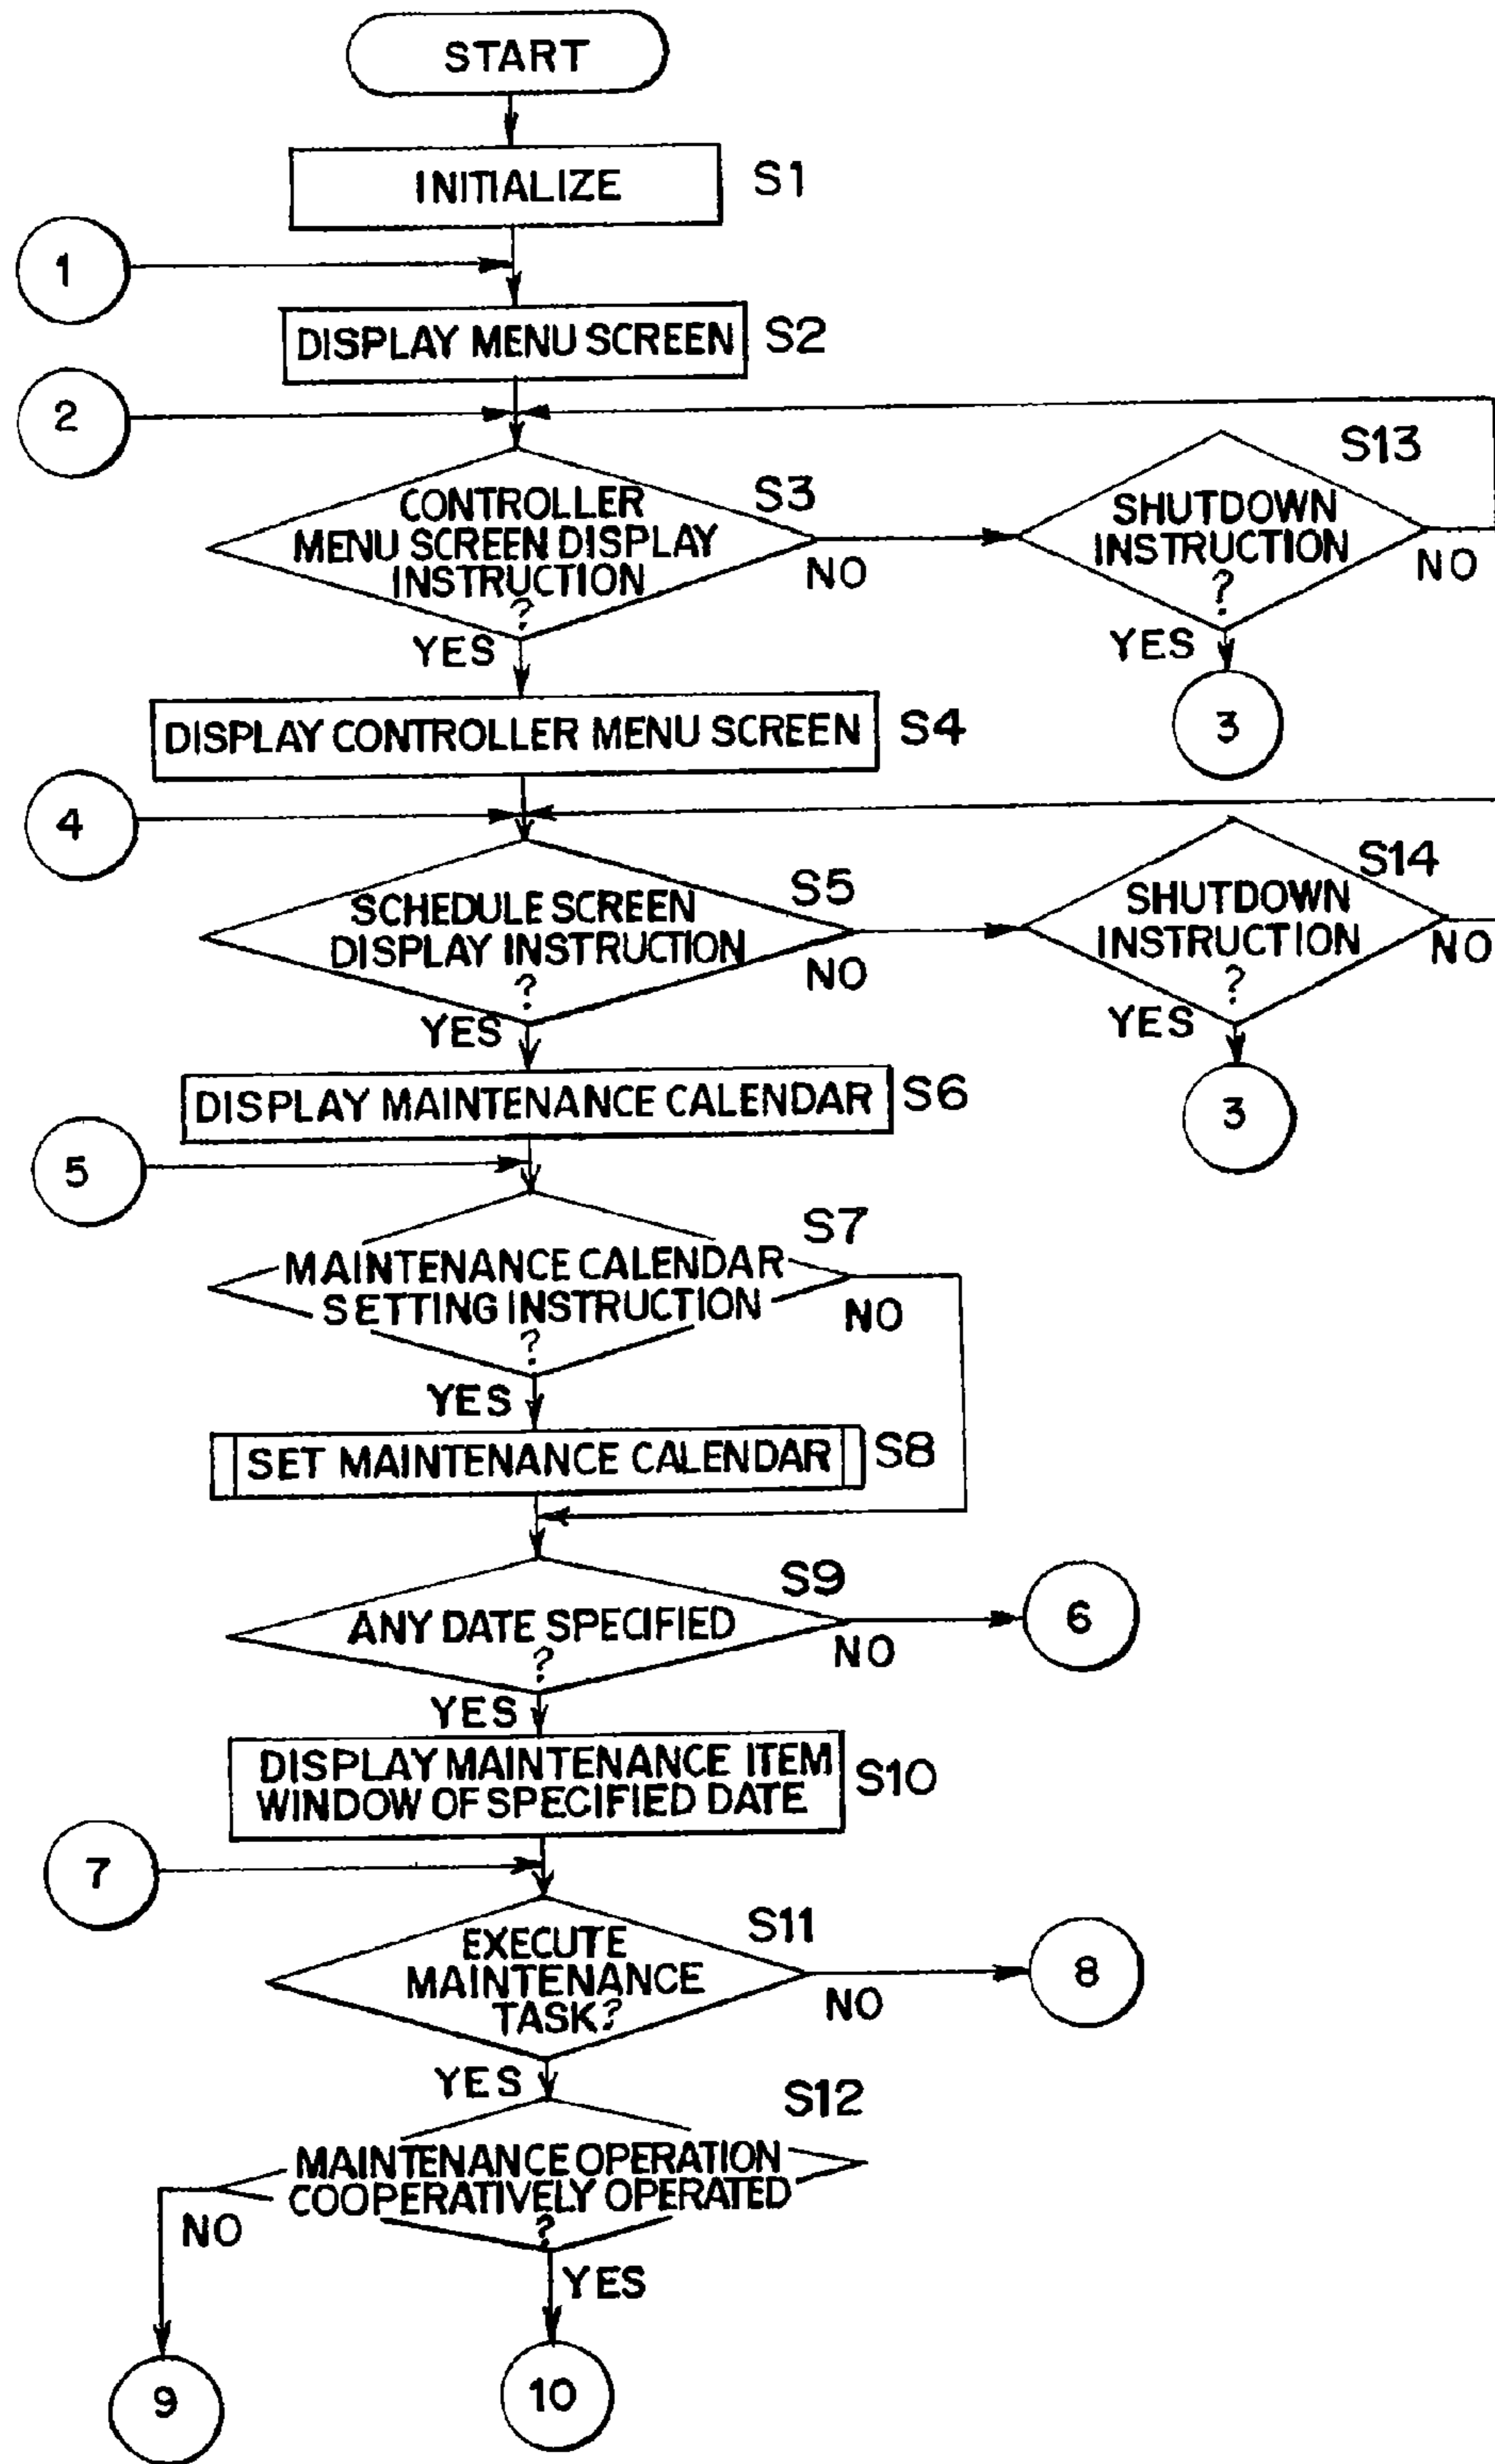 START
INITIALIZE
S1
1
DISPLAY MENU SCREEN
S2
2
CONTROLLER
MENU SCREEN DISPLAY
INSTRUCTION
?
S3
NO
YES
SHUTDOWN
INSTRUCTION
?
S13
NO
YES
3
DISPLAY CONTROLLER MENU SCREEN
S4
4
SCHEDULE SCREEN
DISPLAY INSTRUCTION
?
S5
NO
YES
SHUTDOWN
INSTRUCTION
?
S14
NO
YES
3
DISPLAY MAINTENANCE CALENDAR
S6
5
MAINTENANCE CALENDAR
SETTING INSTRUCTION
?
S7
NO
YES
SET MAINTENANCE CALENDAR
S8
ANY DATE SPECIFIED
?
S9
NO
6
YES
DISPLAY MAINTENANCE ITEM
WINDOW OF SPECIFIED DATE
S10
7
EXECUTE
MAINTENANCE
TASK?
S11
NO
8
YES
MAINTENANCE OPERATION
COOPERATIVELY OPERATED
?
S12
NO
YES
9
10